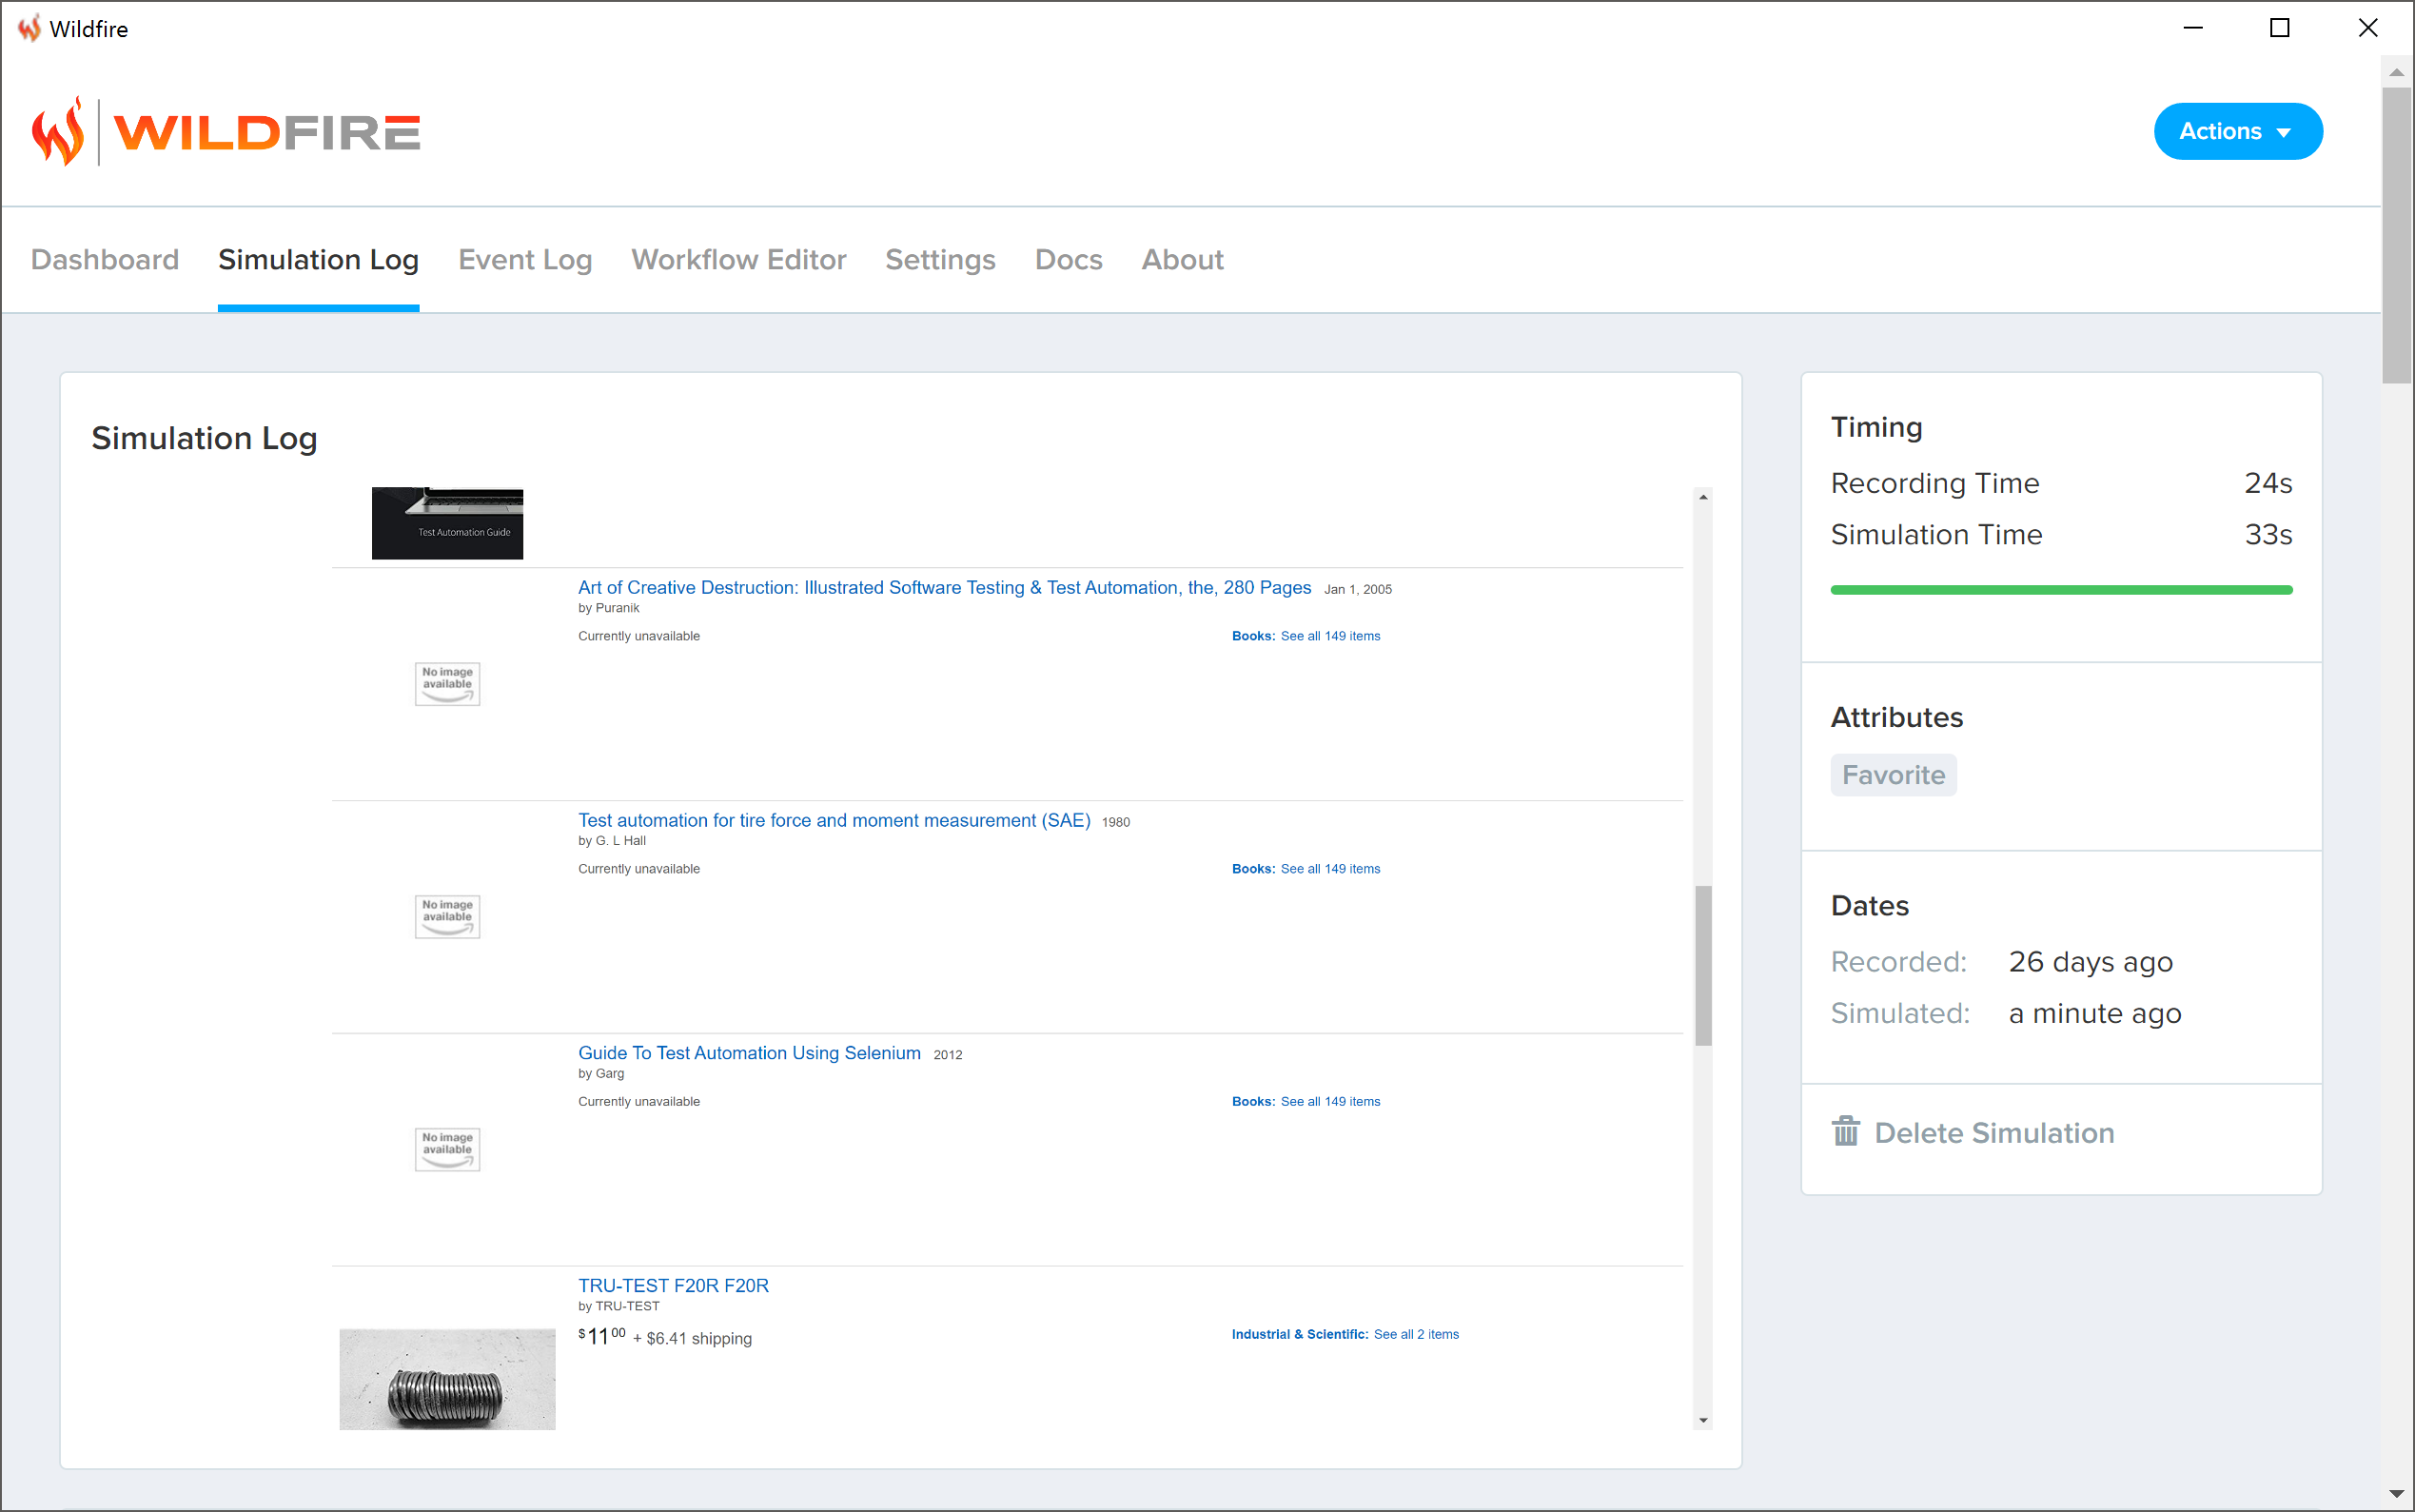 Wildfire
WILDFIRE
Actions
Dashboard Simulation Log Event Log Workflow Editor Settings Docs About
Simulation Log
Test Automation Guide
Art of Creative Destruction: Illustrated Software Testing & Test Automation, the, 280 Pages Jan 1, 2005
by Puranik
Currently unavailable
Books: See all 149 items
No image
available
Test automation for tire force and moment measurement (SAE) 1980
by G. L Hall
Currently unavailable
Books: See all 149 items
No image
available
Guide To Test Automation Using Selenium 2012
by Garg
Currently unavailable
Books: See all 149 items
No image
available
TRU-TEST F20R F20R
by TRU-TEST
$11 00 + $6.41 shipping
Industrial & Scientific: See all 2 items
Timing
Recording Time 24s
Simulation Time 33s
Attributes
Favorite
Dates
Recorded: 26 days ago
Simulated: a minute ago
Delete Simulation